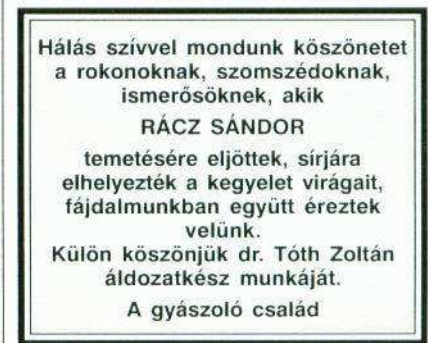 Hálás szívvel mondunk köszönetet
a rokonoknak, szomszédoknak,
ismerősöknek, akik
RÁCZ SÁNDOR
temetésére eljöttek, sírjára
elhelyezték a kegyelet virágait,
fájdalmunkban együtt éreztek
velünk.
Külön köszönjük dr. Tóth Zoltán
áldozatkész munkáját.
A gyászoló család